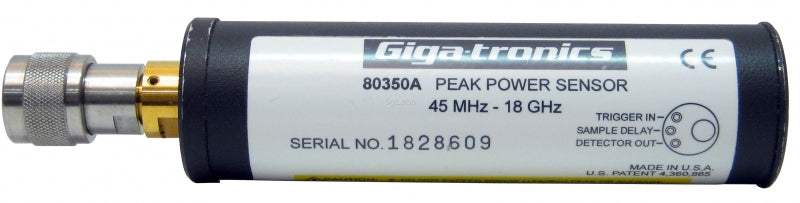 Giga-tronics
CE
80350A PEAK POWER SENSOR
45 MHz - 18 GHz
TRIGGER IN
SAMPLE DELAY
DETECTOR OUT
SERIAL NO. 1828609
MADE IN U.S.A.
U.S. PATENT 4,360,865